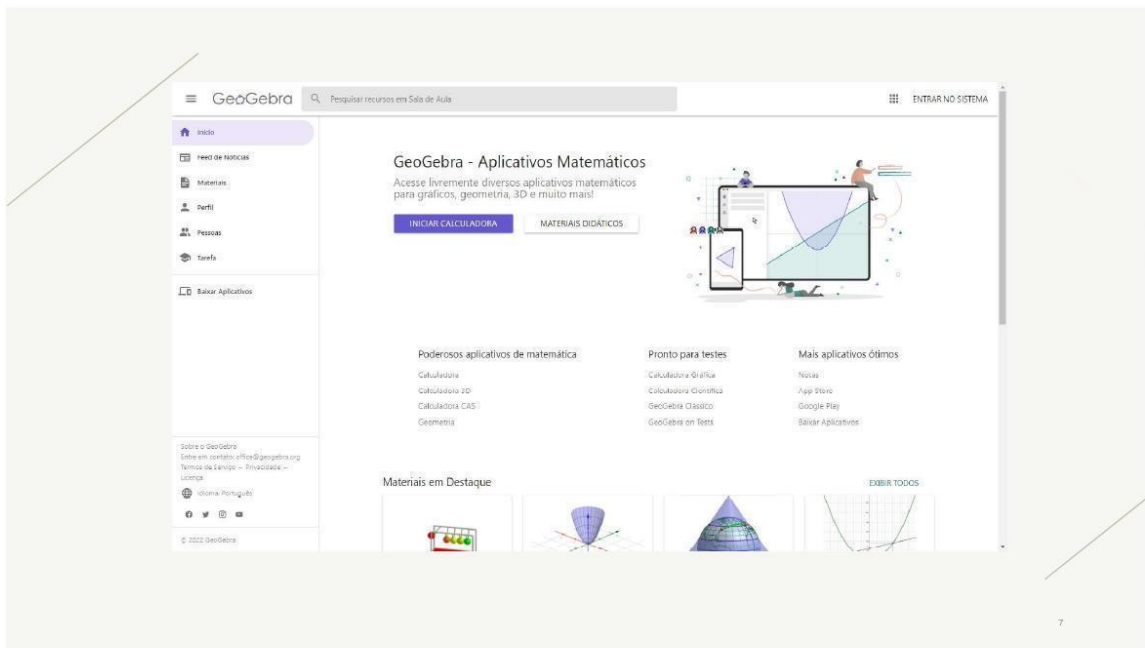 GeoGebra
Pesquisar recursos em Sala de Aula
ENTRAR NO SISTEMA
Início
Feed de Notícias
Materiais
Perfil
Pessoas
Tarefa
Baixar Aplicativos
Sobre o GeoGebra
Entre em contato: office@geogebra.org
Termos de Serviço – Privacidade –
Licença
Idioma: Português
© 2022 GeoGebra
GeoGebra - Aplicativos Matemáticos
Acesse livremente diversos aplicativos matemáticos
para gráficos, geometria, 3D e muito mais!
INICIAR CALCULADORA
MATERIAIS DIDÁTICOS
Poderosos aplicativos de matemática
Calculadora
Calculadora 3D
Calculadora CAS
Geometria
Pronto para testes
Calculadora Gráfica
Calculadora Científica
GeoGebra Clássico
GeoGebra on Tests
Mais aplicativos ótimos
Notas
App Store
Google Play
Baixar Aplicativos
Materiais em Destaque
EXIBIR TODOS
7